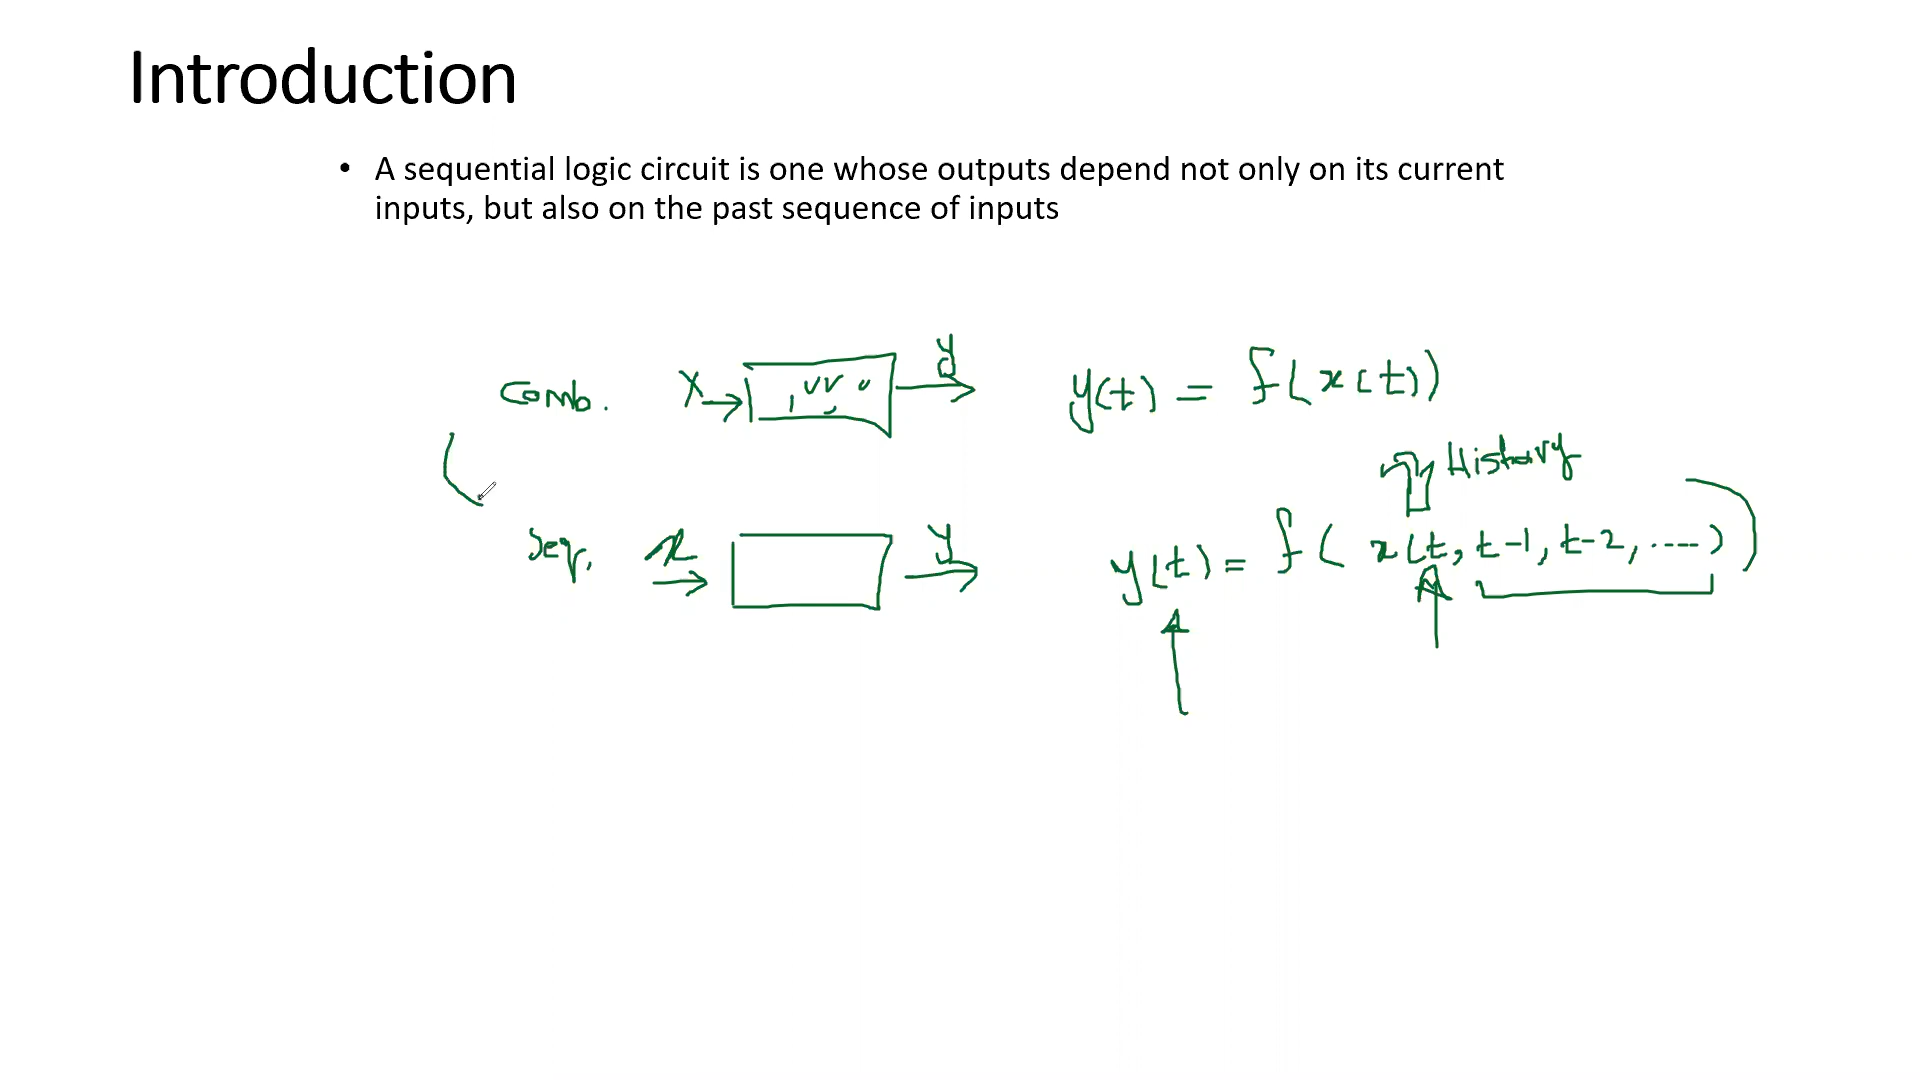 Introduction
• A sequential logic circuit is one whose outputs depend not only on its current
inputs, but also on the past sequence of inputs
Comb. X y y(t) = f(x(t))
History
Seq. x y y(t) = f( x(t, t-1, t-2, ....) )